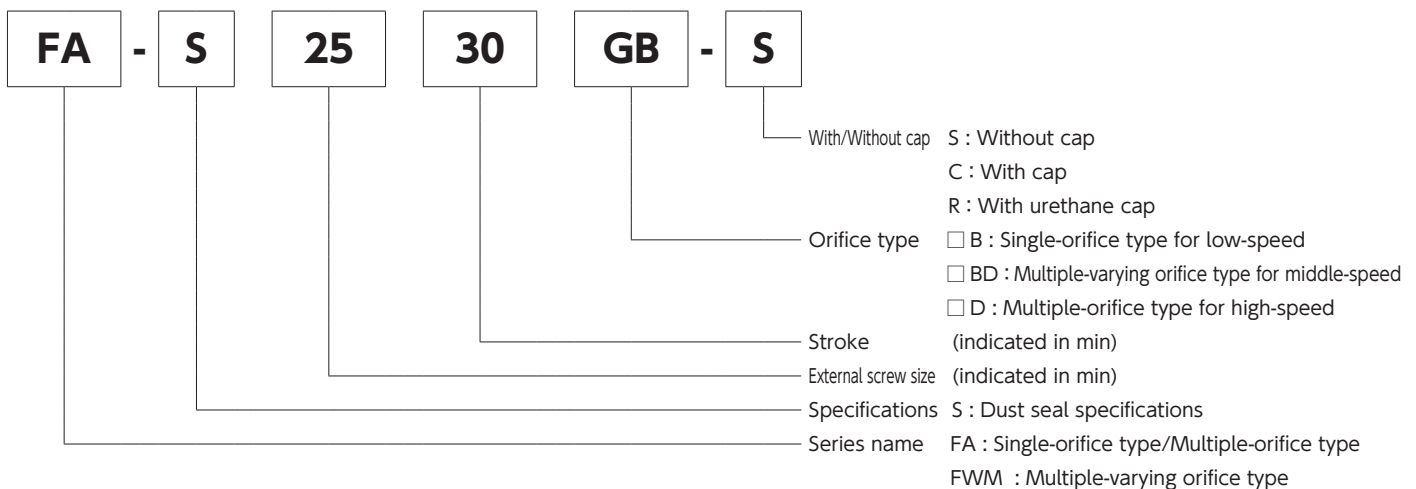 FA - S 25 30 GB - S
With/Without cap S : Without cap
C : With cap
R : With urethane cap
Orifice type □ B : Single-orifice type for low-speed
□ BD : Multiple-varying orifice type for middle-speed
□ D : Multiple-orifice type for high-speed
Stroke (indicated in min)
External screw size (indicated in min)
Specifications S : Dust seal specifications
Series name FA : Single-orifice type/Multiple-orifice type
FWM : Multiple-varying orifice type